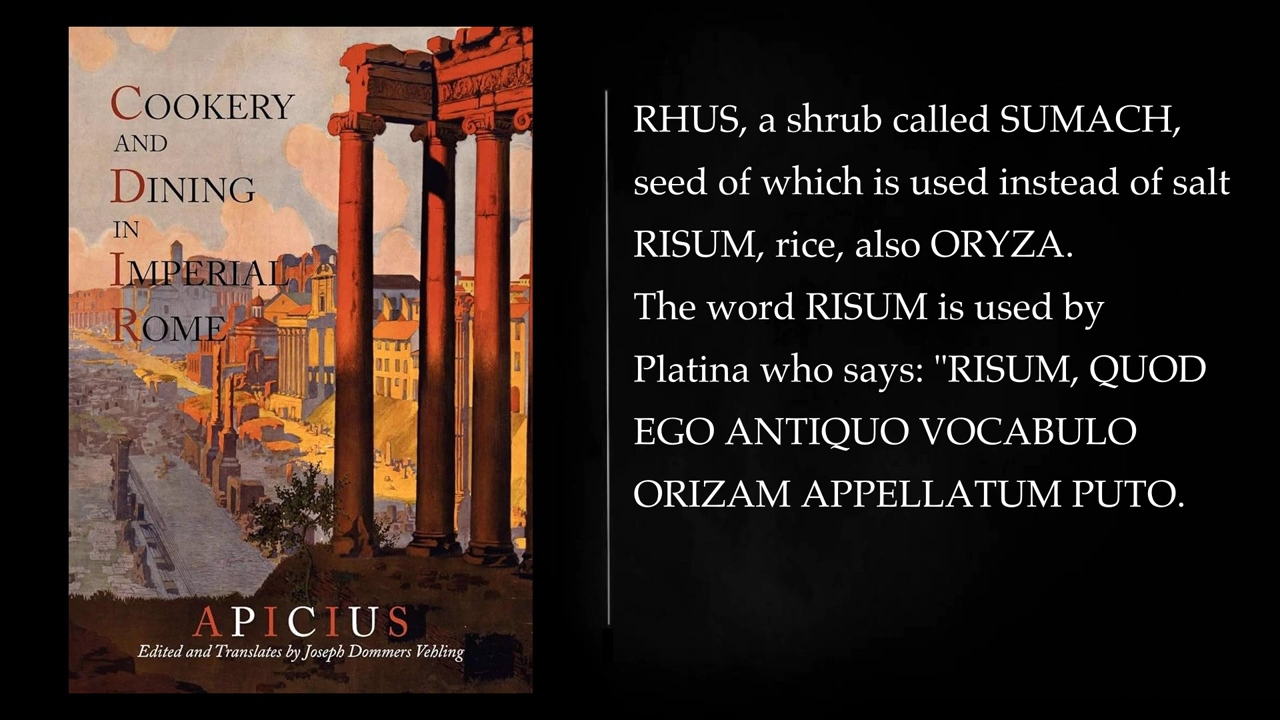 COOKERY
AND
DINING
IN
IMPERIAL
ROME
APICIUS
Edited and Translates by Joseph Dommers Vehling
RHUS, a shrub called SUMACH,
seed of which is used instead of salt
RISUM, rice, also ORYZA.
The word RISUM is used by
Platina who says: "RISUM, QUOD
EGO ANTIQUO VOCABULO
ORIZAM APPELLATUM PUTO.